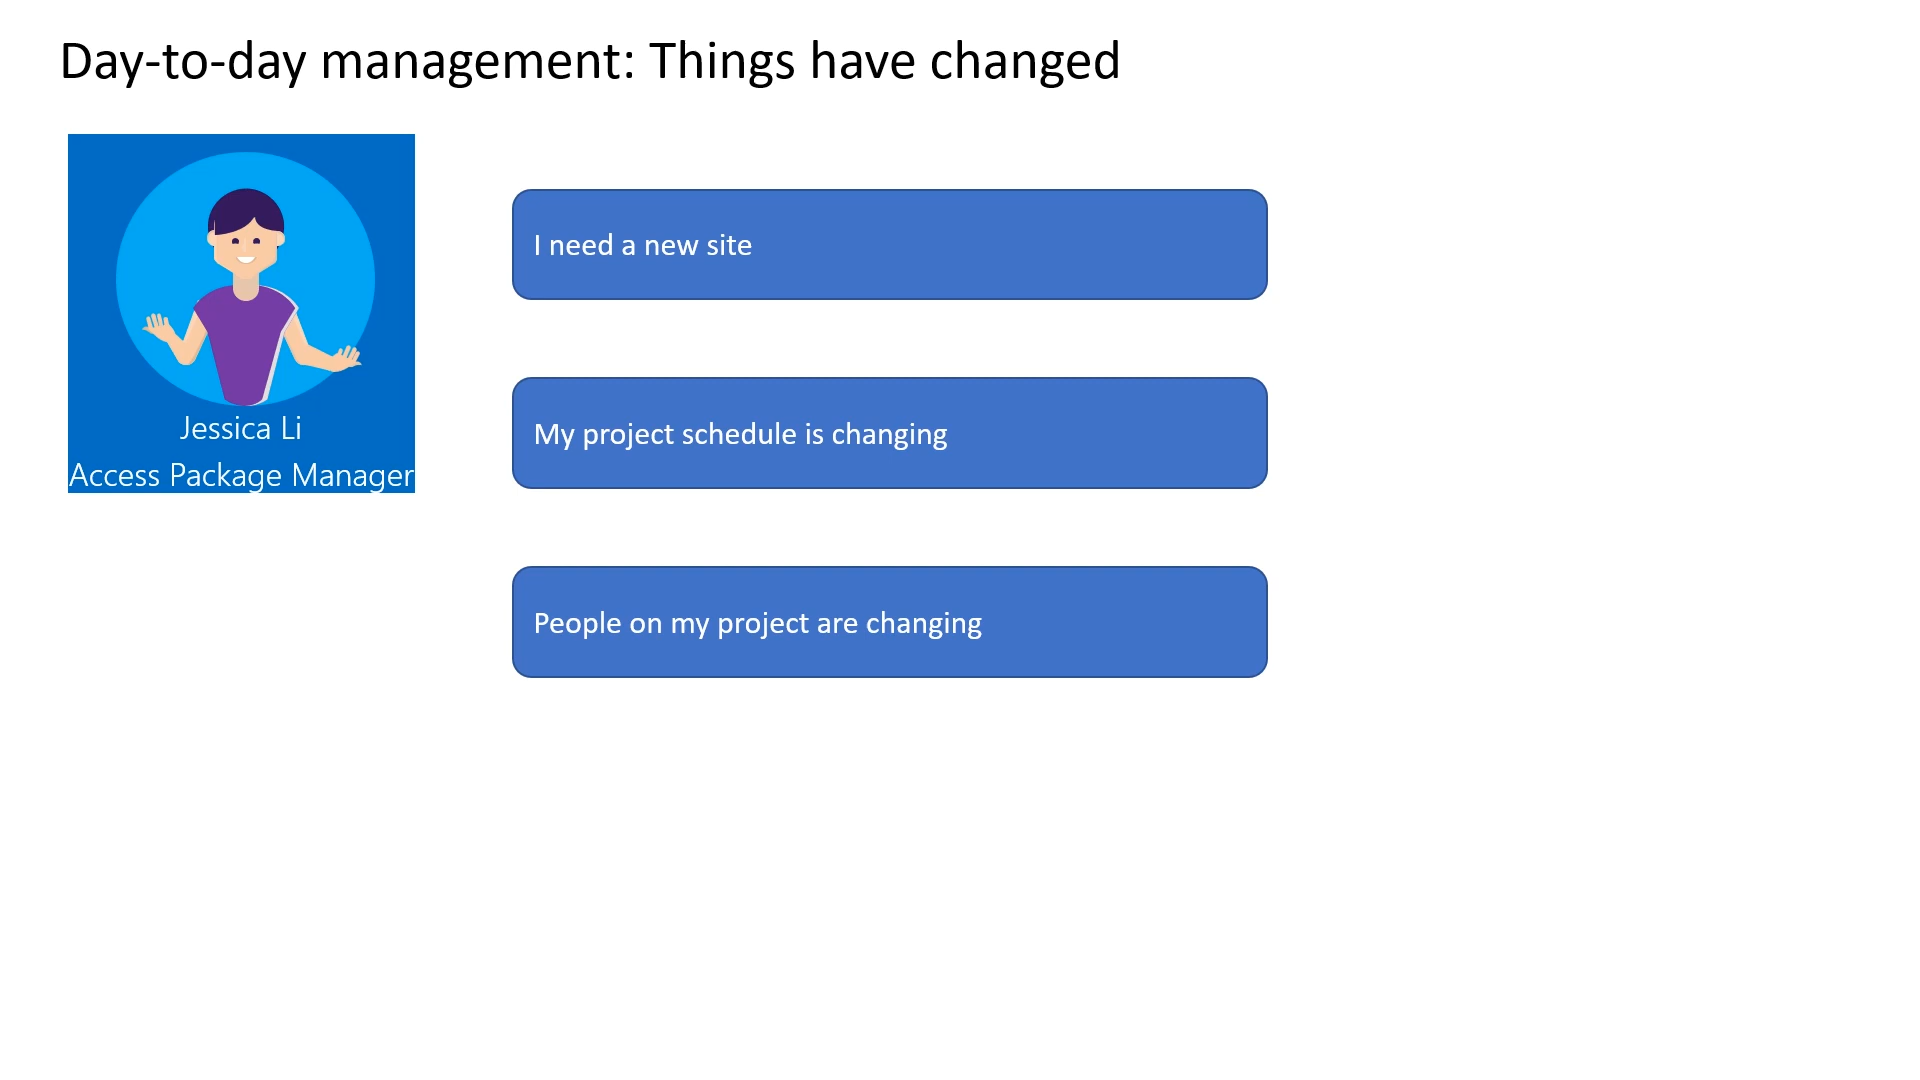 Day-to-day management: Things have changed
Jessica Li
Access Package Manager
I need a new site
My project schedule is changing
People on my project are changing